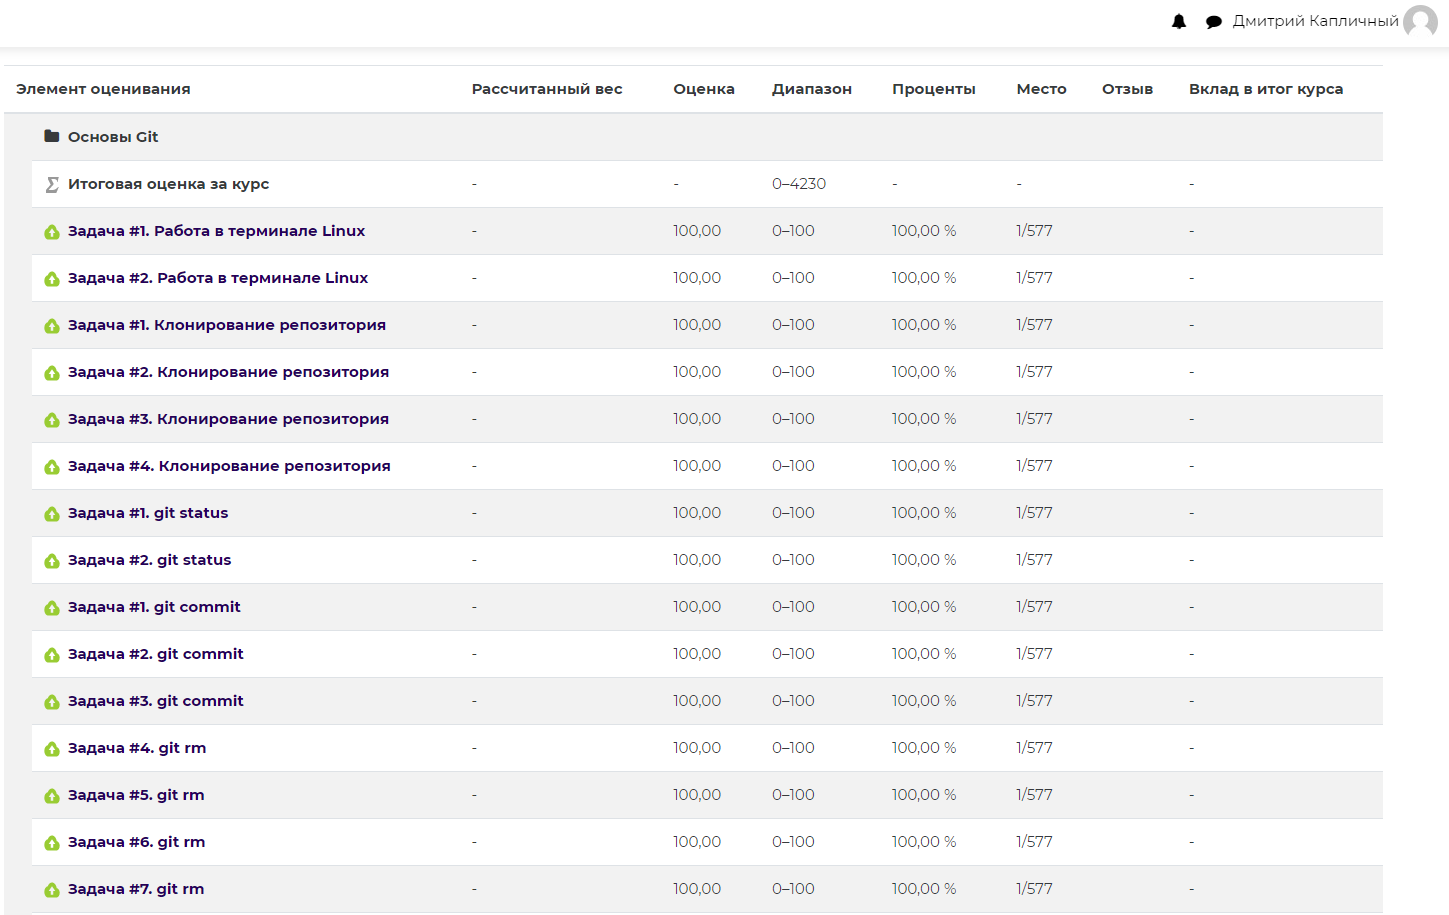 Дмитрий Капличный
Элемент оценивания Рассчитанный вес Оценка Диапазон Проценты Место Отзыв Вклад в итог курса
Основы Git
Итоговая оценка за курс - - 0–4230 - - -
Задача #1. Работа в терминале Linux - 100,00 0–100 100,00 % 1/577 -
Задача #2. Работа в терминале Linux - 100,00 0–100 100,00 % 1/577 -
Задача #1. Клонирование репозитория - 100,00 0–100 100,00 % 1/577 -
Задача #2. Клонирование репозитория - 100,00 0–100 100,00 % 1/577 -
Задача #3. Клонирование репозитория - 100,00 0–100 100,00 % 1/577 -
Задача #4. Клонирование репозитория - 100,00 0–100 100,00 % 1/577 -
Задача #1. git status - 100,00 0–100 100,00 % 1/577 -
Задача #2. git status - 100,00 0–100 100,00 % 1/577 -
Задача #1. git commit - 100,00 0–100 100,00 % 1/577 -
Задача #2. git commit - 100,00 0–100 100,00 % 1/577 -
Задача #3. git commit - 100,00 0–100 100,00 % 1/577 -
Задача #4. git rm - 100,00 0–100 100,00 % 1/577 -
Задача #5. git rm - 100,00 0–100 100,00 % 1/577 -
Задача #6. git rm - 100,00 0–100 100,00 % 1/577 -
Задача #7. git rm - 100,00 0–100 100,00 % 1/577 -